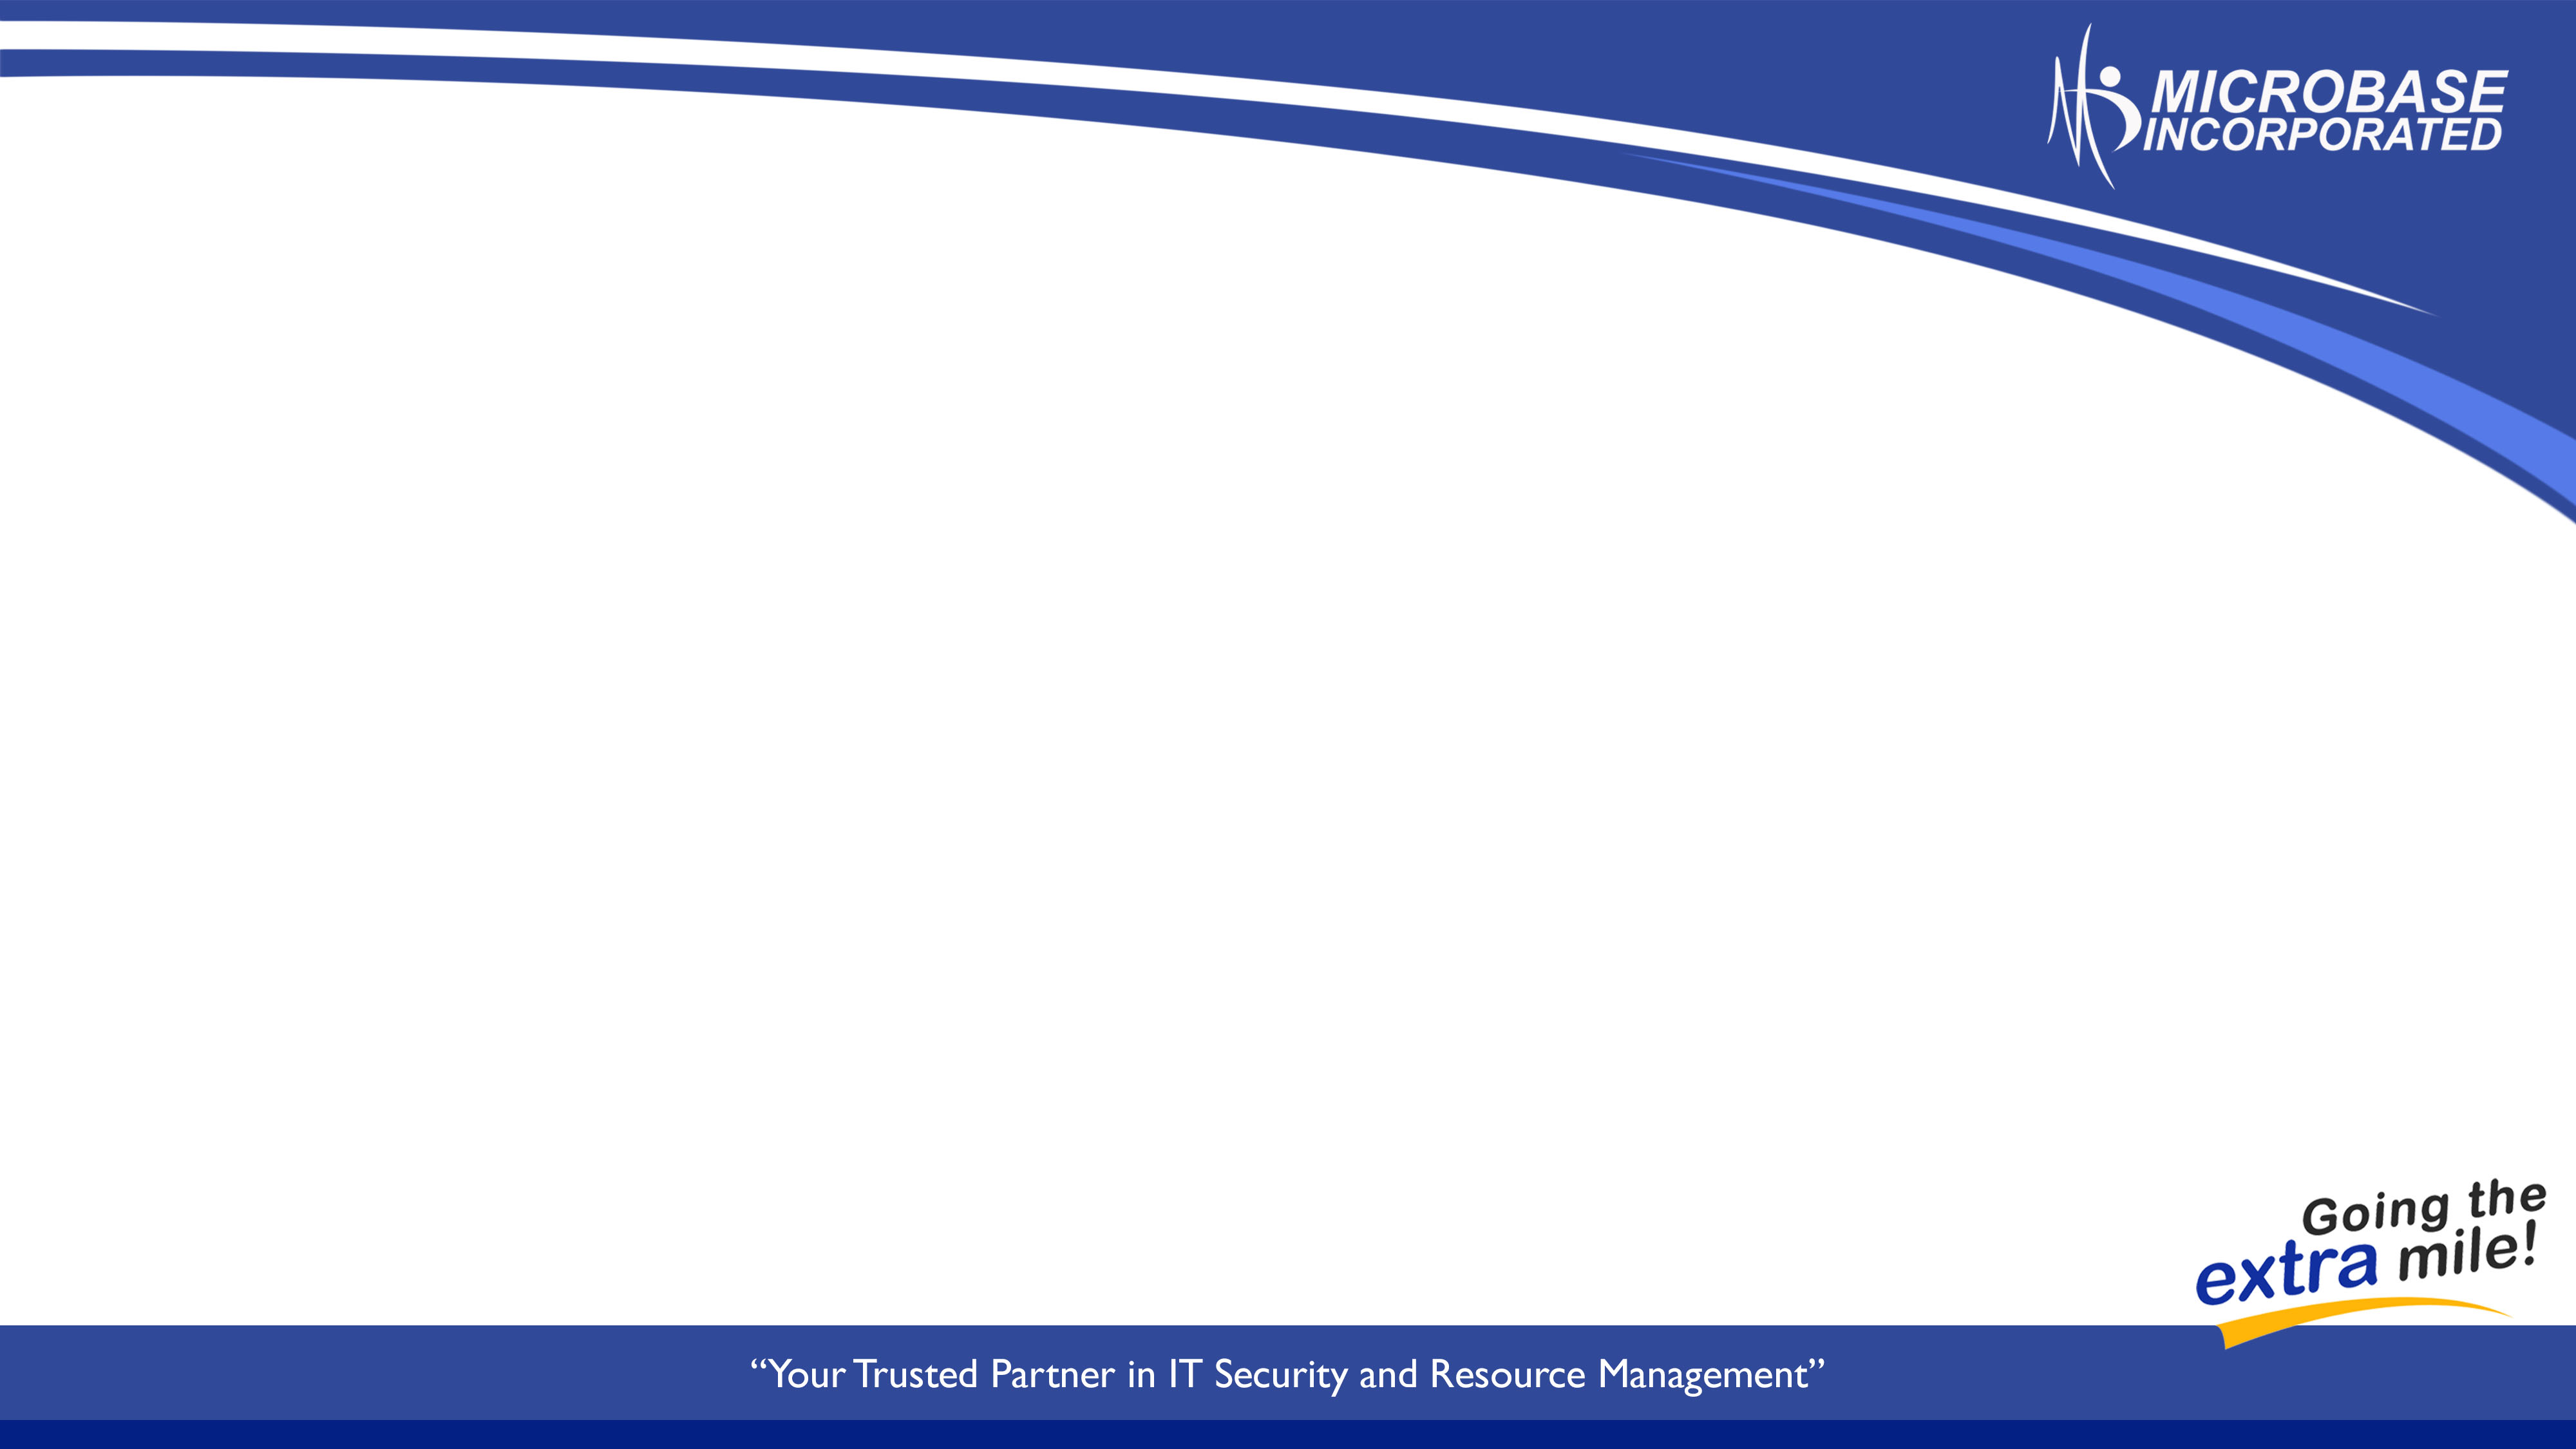 MICROBASE
INCORPORATED
Going the
extra mile!
“Your Trusted Partner in IT Security and Resource Management”